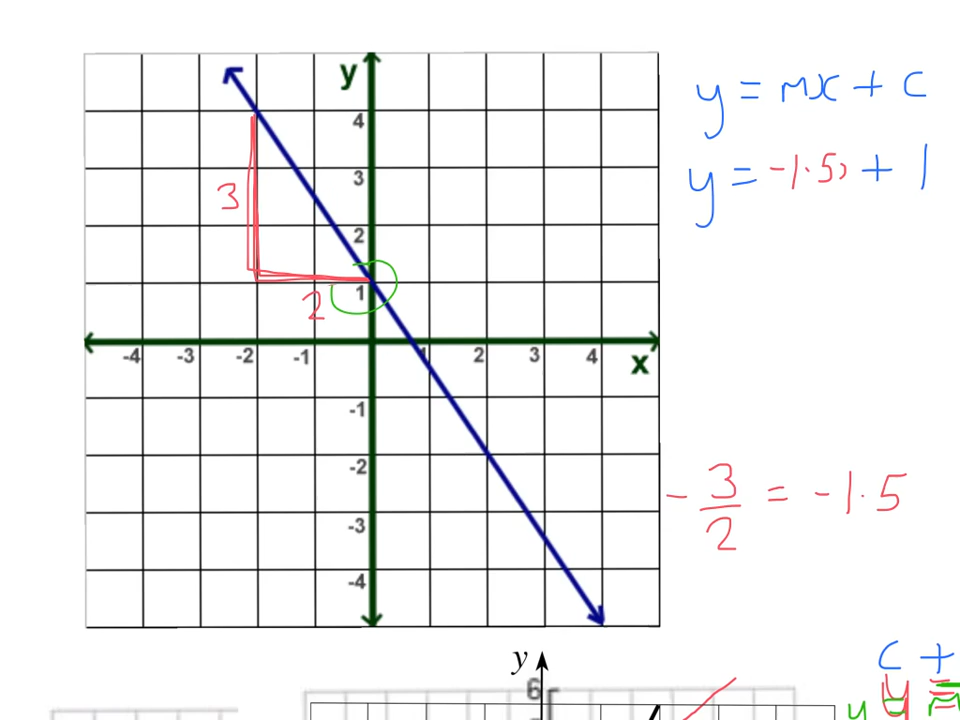 y
y = mx + c
4
3
y = -1.5 + 1
3
2
1
2
-4 -3 -2 -1 1 2 3 4
x
-1
-2
- 3/2 = -1.5
-3
-4
y
c +
6
y =